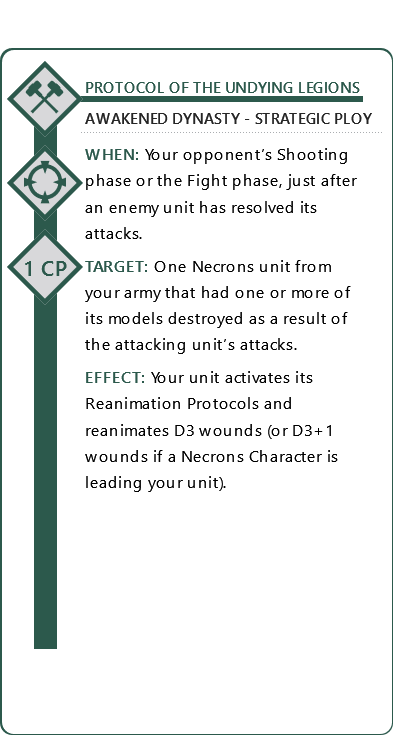 PROTOCOL OF THE UNDYING LEGIONS
AWAKENED DYNASTY - STRATEGIC PLOY
WHEN: Your opponent's Shooting
phase or the Fight phase, just after
an enemy unit has resolved its
attacks.
1 CP
TARGET: One Necrons unit from
your army that had one or more of
its models destroyed as a result of
the attacking unit's attacks.
EFFECT: Your unit activates its
Reanimation Protocols and
reanimates D3 wounds (or D3+1
wounds if a Necrons Character is
leading your unit).